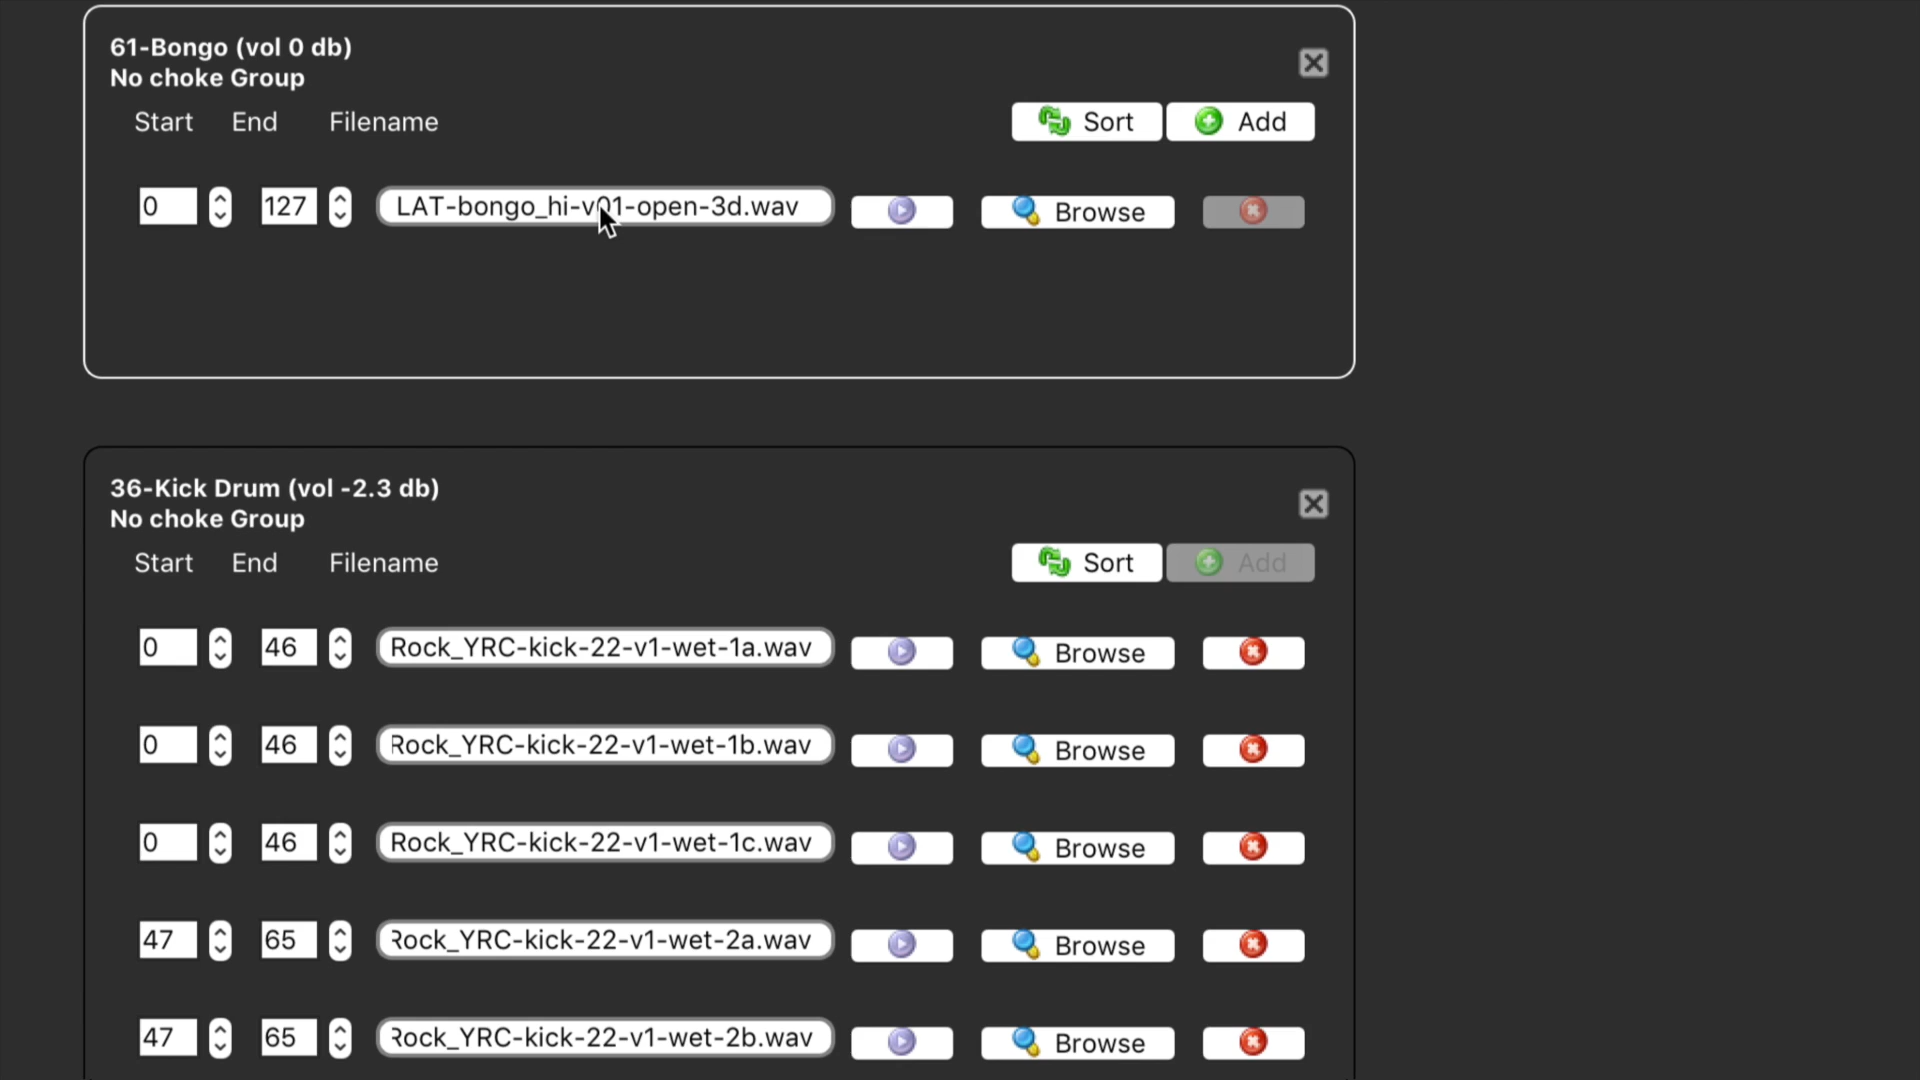 61-Bongo (vol 0 db)
No choke Group
Start End Filename Sort Add
0 127 LAT-bongo_hi-v01-open-3d.wav Browse
36-Kick Drum (vol -2.3 db)
No choke Group
Start End Filename Sort Add
0 46 Rock_YRC-kick-22-v1-wet-1a.wav Browse
0 46 Rock_YRC-kick-22-v1-wet-1b.wav Browse
0 46 Rock_YRC-kick-22-v1-wet-1c.wav Browse
47 65 Rock_YRC-kick-22-v1-wet-2a.wav Browse
47 65 Rock_YRC-kick-22-v1-wet-2b.wav Browse